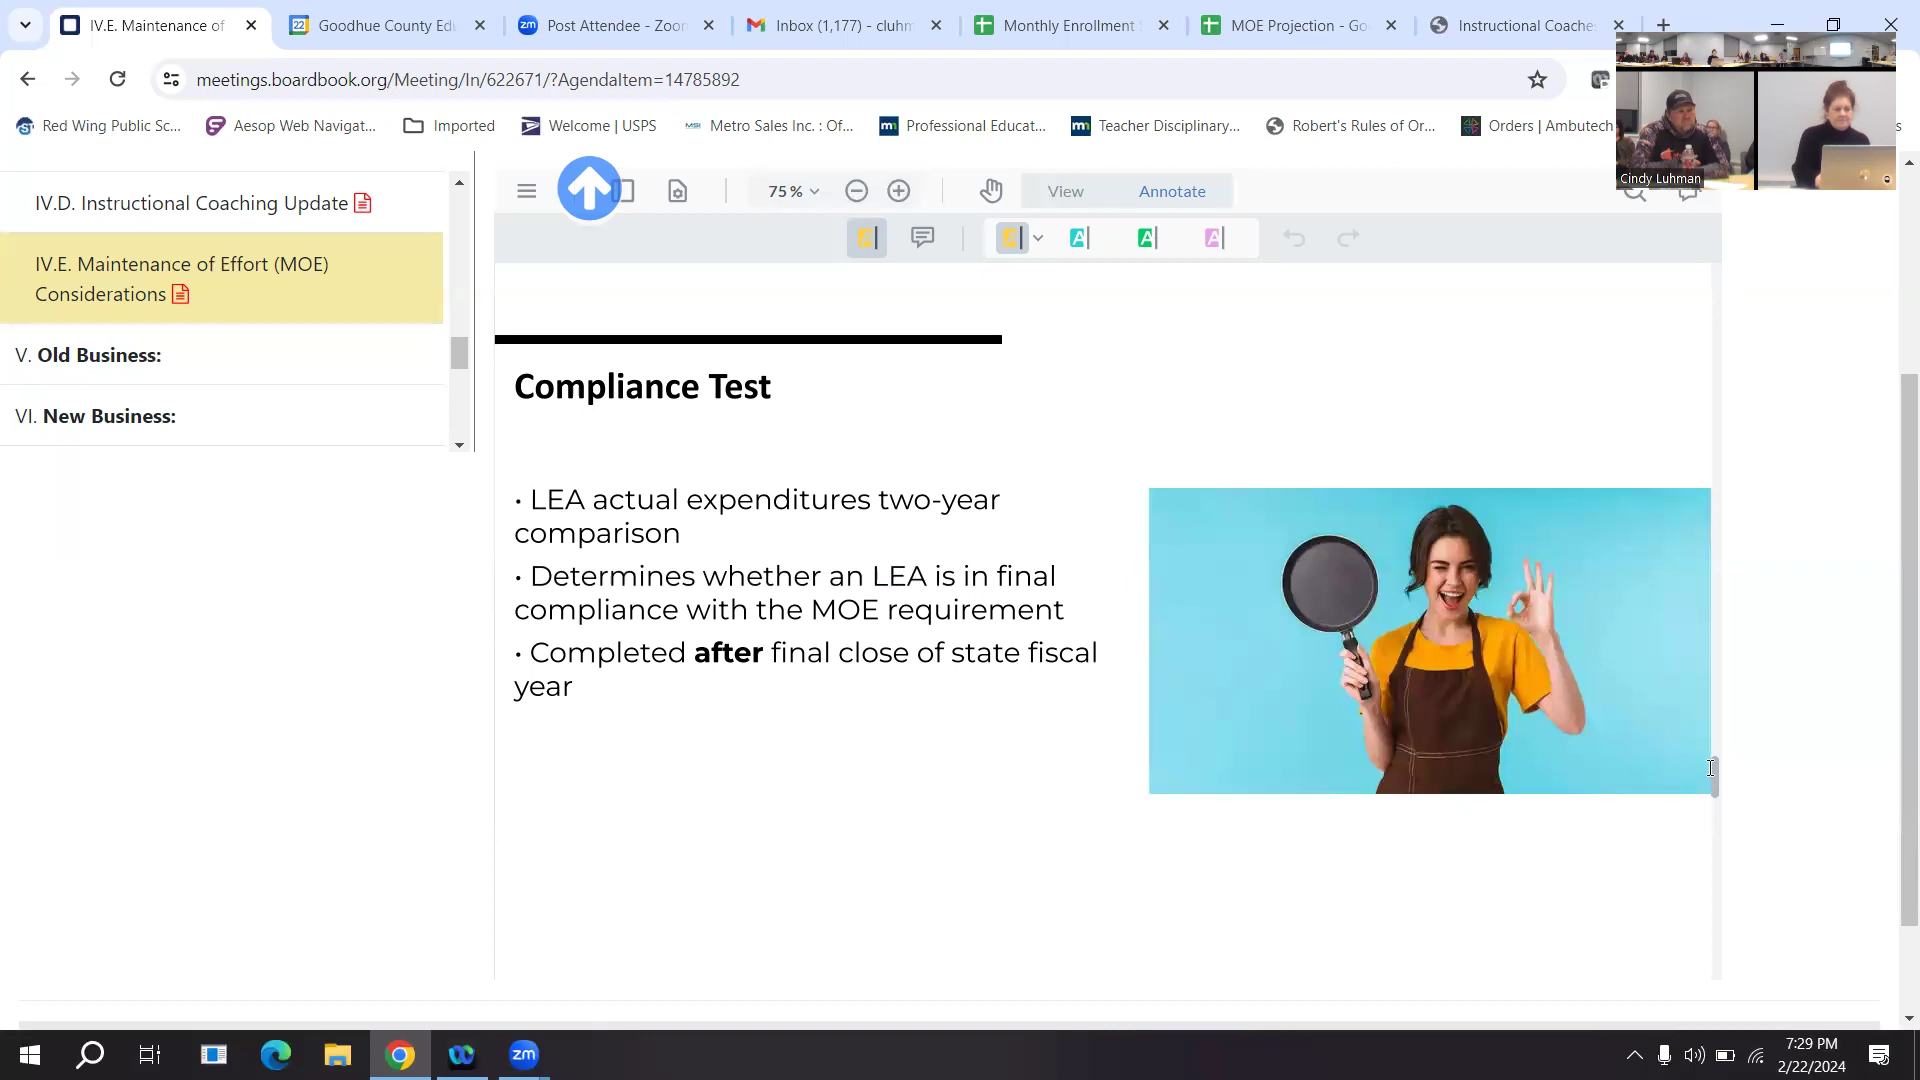 IV.E. Maintenance of
Goodhue County Edu
Post Attendee - Zoom
Inbox (1,177) - cluhm
Monthly Enrollment S
MOE Projection - Go
Instructional Coache
meetings.boardbook.org/Meeting/In/622671/?AgendaItem=14785892
Red Wing Public Sc...
Aesop Web Navigat...
Imported
Welcome | USPS
Metro Sales Inc. : Of...
Professional Educat...
Teacher Disciplinary...
Robert's Rules of Or...
Orders | Ambutech
Cindy Luhman
IV.D. Instructional Coaching Update
IV.E. Maintenance of Effort (MOE)
Considerations
V. Old Business:
VI. New Business:
75 %
View
Annotate
Compliance Test
• LEA actual expenditures two-year
comparison
• Determines whether an LEA is in final
compliance with the MOE requirement
• Completed after final close of state fiscal
year
7:29 PM
2/22/2024